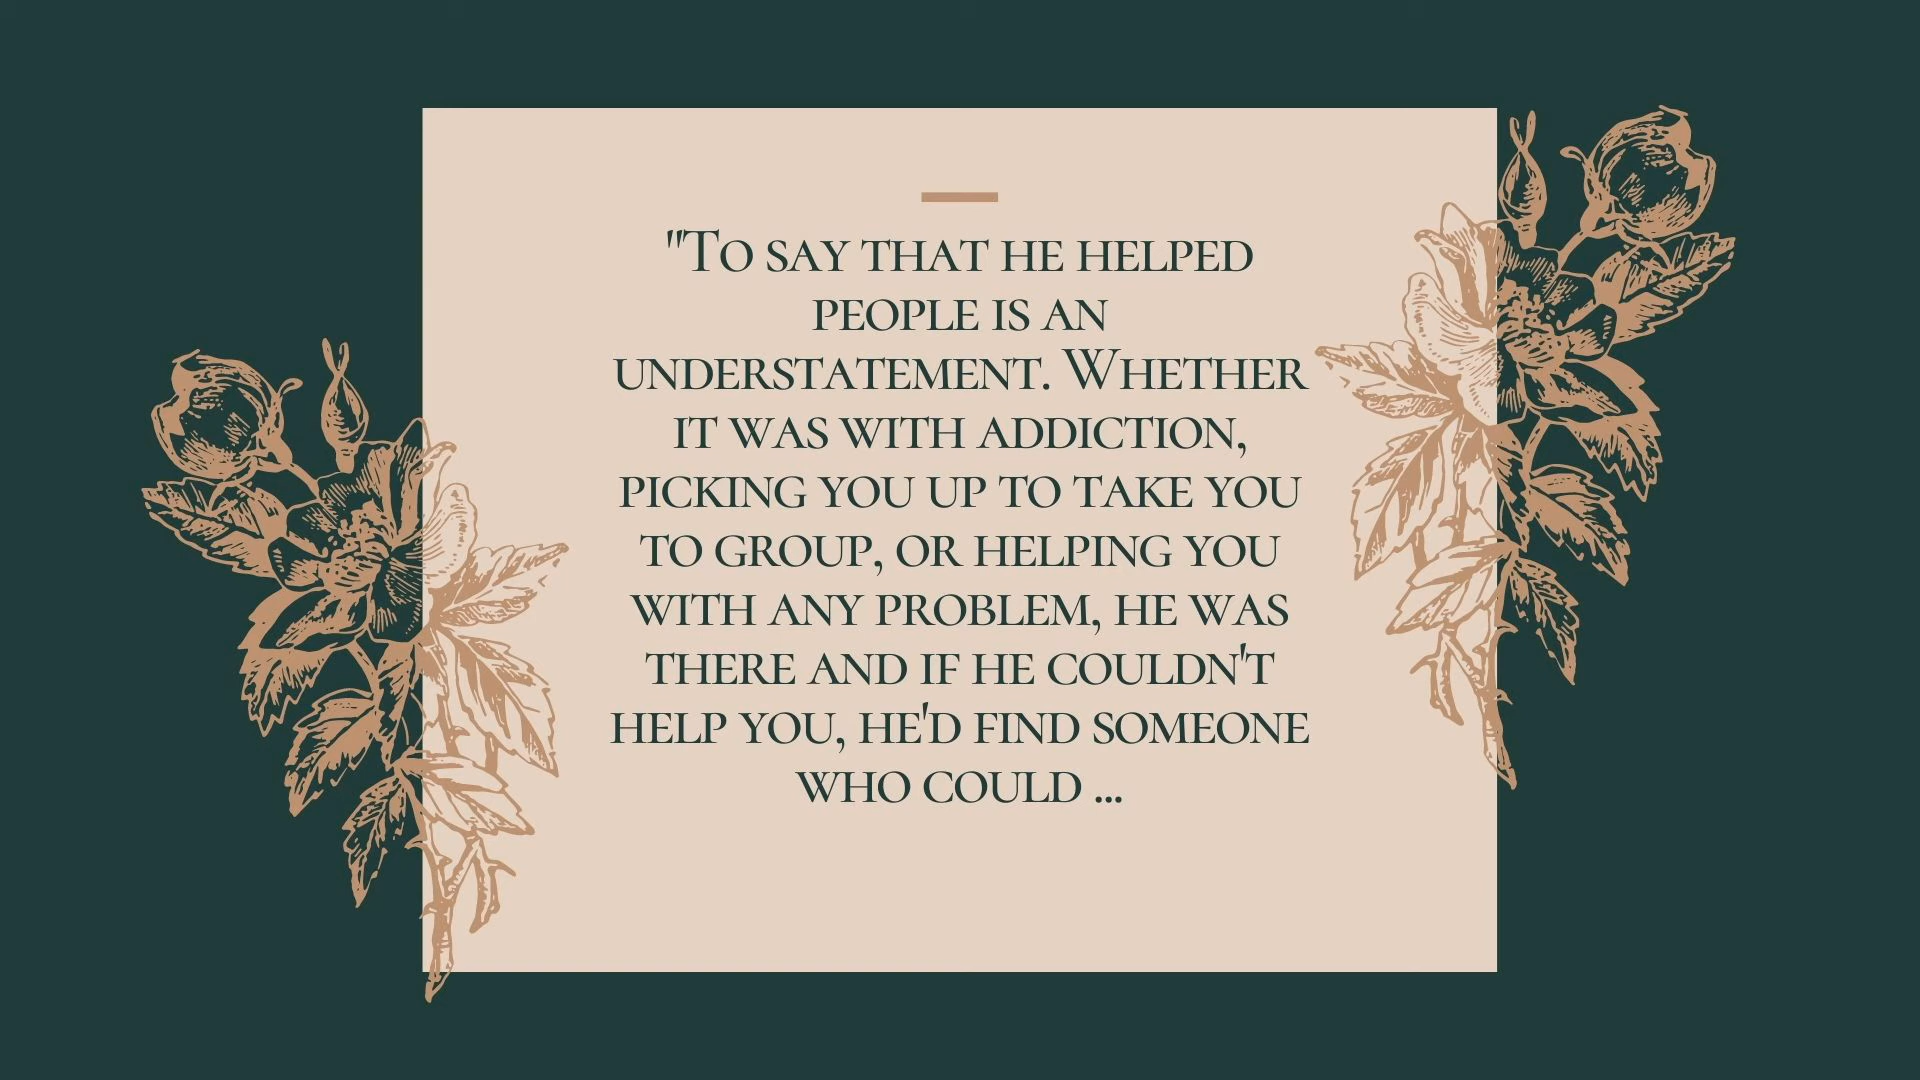 "To say that he helped
people is an
understatement. Whether
it was with addiction,
picking you up to take you
to group, or helping you
with any problem, he was
there and if he couldn't
help you, he'd find someone
who could ...